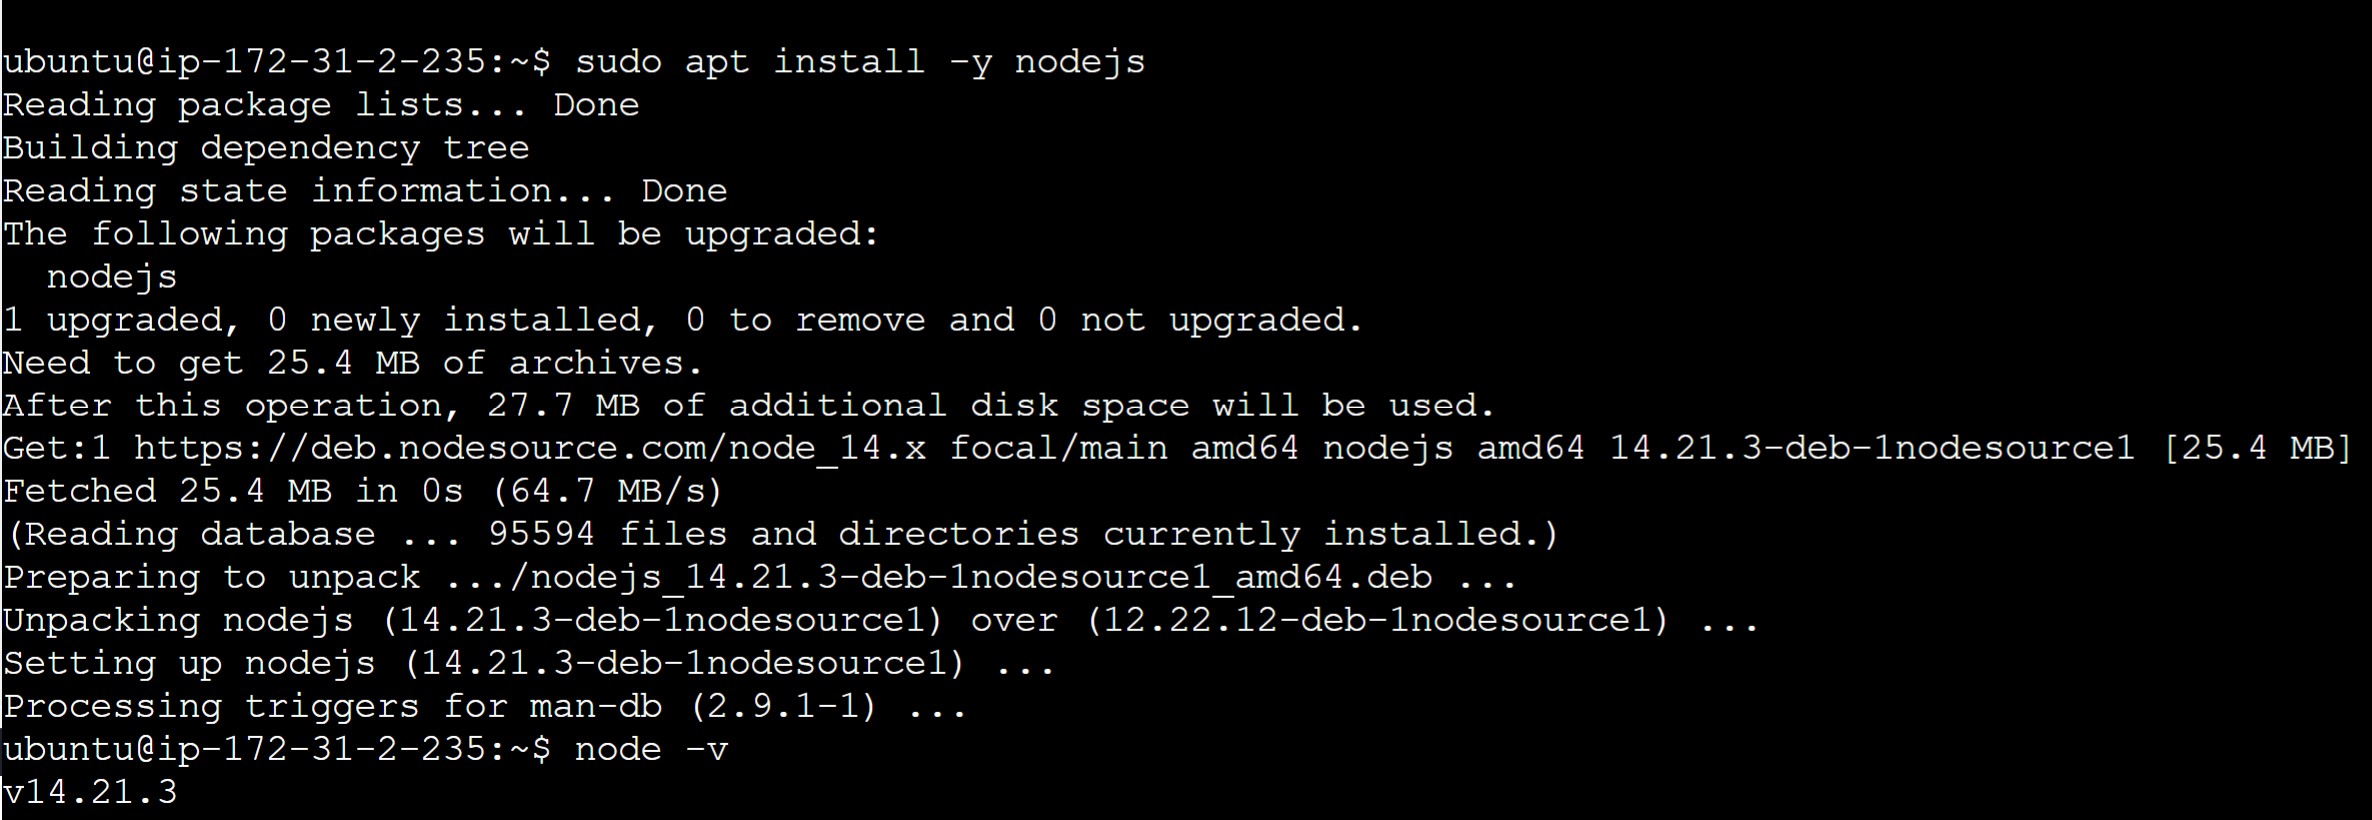 ubuntu@ip-172-31-2-235:~$ sudo apt install -y nodejs
Reading package lists... Done
Building dependency tree
Reading state information... Done
The following packages will be upgraded:
  nodejs
1 upgraded, 0 newly installed, 0 to remove and 0 not upgraded.
Need to get 25.4 MB of archives.
After this operation, 27.7 MB of additional disk space will be used.
Get:1 https://deb.nodesource.com/node_14.x focal/main amd64 nodejs amd64 14.21.3-deb-1nodesource1 [25.4 MB]
Fetched 25.4 MB in 0s (64.7 MB/s)
(Reading database ... 95594 files and directories currently installed.)
Preparing to unpack .../nodejs_14.21.3-deb-1nodesource1_amd64.deb ...
Unpacking nodejs (14.21.3-deb-1nodesource1) over (12.22.12-deb-1nodesource1) ...
Setting up nodejs (14.21.3-deb-1nodesource1) ...
Processing triggers for man-db (2.9.1-1) ...
ubuntu@ip-172-31-2-235:~$ node -v
v14.21.3